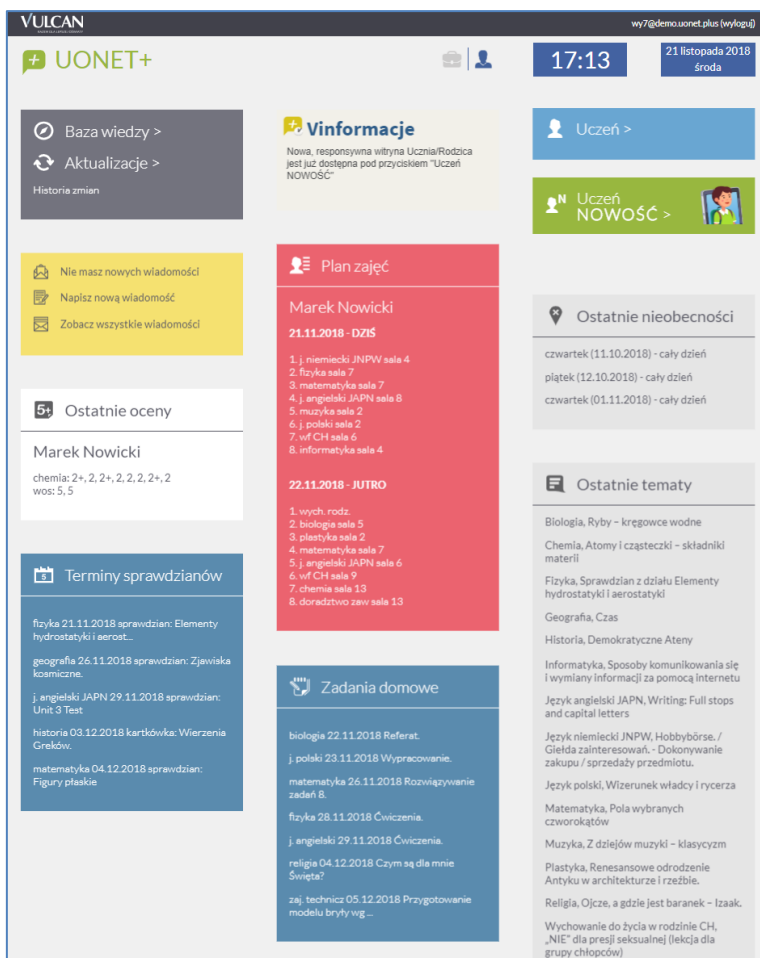 VULCAN
wy7@demo.uonet.plus (wyloguj)
UONET+
17:13
21 listopada 2018
środa
Baza wiedzy >
Aktualizacje >
Historia zmian
Nie masz nowych wiadomości
Napisz nową wiadomość
Zobacz wszystkie wiadomości
5+ Ostatnie oceny
Marek Nowicki
chemia: 2+, 2, 2+, 2, 2, 2, 2+, 2
wos: 5, 5
5 Terminy sprawdzianów
fizyka 21.11.2018 sprawdzian: Elementy
hydrostatyki i aerost...
geografia 26.11.2018 sprawdzian: Zjawiska
kosmiczne.
j. angielski JAPN 29.11.2018 sprawdzian:
Unit 3 Test
historia 03.12.2018 kartkówka: Wierzenia
Greków.
matematyka 04.12.2018 sprawdzian:
Figury płaskie
Vinformacje
Nowa, responsywna witryna Ucznia/Rodzica
jest już dostępna pod przyciskiem "Uczeń
NOWOŚĆ"
Plan zajęć
Marek Nowicki
21.11.2018 - DZIŚ
1. j. niemiecki JNPW sala 4
2. fizyka sala 7
3. matematyka sala 7
4. j. angielski JAPN sala 8
5. muzyka sala 2
6. j. polski sala 2
7. wf CH sala 6
8. informatyka sala 4
22.11.2018 - JUTRO
1. wych. rodz.
2. biologia sala 5
3. plastyka sala 2
4. matematyka sala 7
5. j. angielski JAPN sala 6
6. wf CH sala 9
7. chemia sala 13
8. doradztwo zaw sala 13
Zadania domowe
biologia 22.11.2018 Referat.
j. polski 23.11.2018 Wypracowanie.
matematyka 26.11.2018 Rozwiązywanie
zadań 8.
fizyka 28.11.2018 Ćwiczenia.
j. angielski 29.11.2018 Ćwiczenia.
religia 04.12.2018 Czym są dla mnie
Święta?
zaj. technicz 05.12.2018 Przygotowanie
modelu bryły wg ...
Uczeń >
N Uczeń
NOWOŚĆ >
Ostatnie nieobecności
czwartek (11.10.2018) - cały dzień
piątek (12.10.2018) - cały dzień
czwartek (01.11.2018) - cały dzień
Ostatnie tematy
Biologia, Ryby – kręgowce wodne
Chemia, Atomy i cząsteczki – składniki
materii
Fizyka, Sprawdzian z działu Elementy
hydrostatyki i aerostatyki
Geografia, Czas
Historia, Demokratyczne Ateny
Informatyka, Sposoby komunikowania się
i wymiany informacji za pomocą internetu
Język angielski JAPN, Writing: Full stops
and capital letters
Język niemiecki JNPW, Hobbybörse. /
Giełda zainteresowań. - Dokonywanie
zakupu / sprzedaży przedmiotu.
Język polski, Wizerunek władcy i rycerza
Matematyka, Pola wybranych
czworokątów
Muzyka, Z dziejów muzyki – klasycyzm
Plastyka, Renesansowe odrodzenie
Antyku w architekturze i rzeźbie.
Religia, Ojcze, a gdzie jest baranek – Izaak.
Wychowanie do życia w rodzinie CH,
„NIE" dla presji seksualnej (lekcja dla
grupy chłopców)